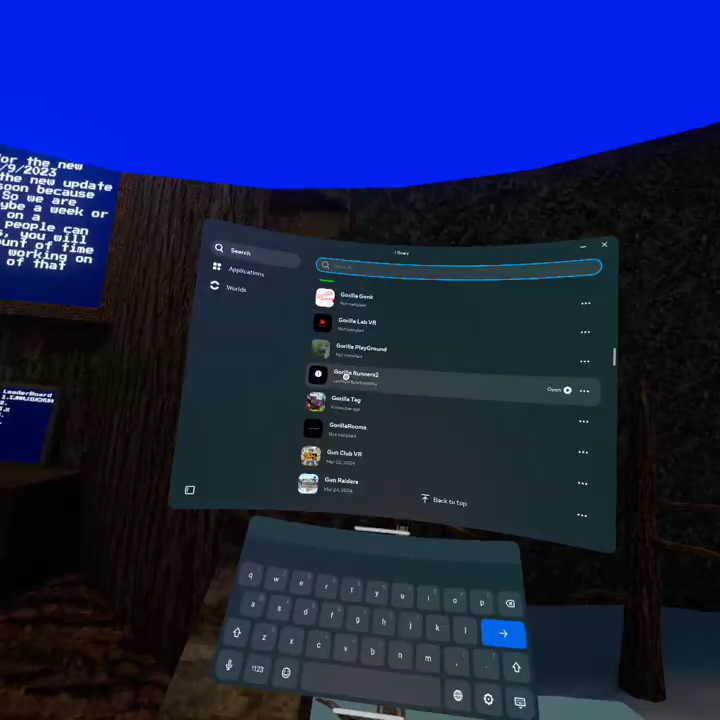 or the new
/9/2023
the new update
soon because
So we are
ybe a week or
on a
people can
s, you will
ount of time
working on
of that
LeaderBoard
2.
Library
Search
Applications
Worlds
Gorilla Gonk
Not installed
Gorilla Lab VR
Not installed
Gorilla PlayGround
Not installed
Gorilla Runners2
Open
Gorilla Tag
GorillaRooms
Not installed
Gun Club VR
Mar 22, 2024
Gun Raiders
Mar 24, 2024
Back to top
q w e r t y u i o p
a s d f g h j k l
z x c v b n m , .
!123